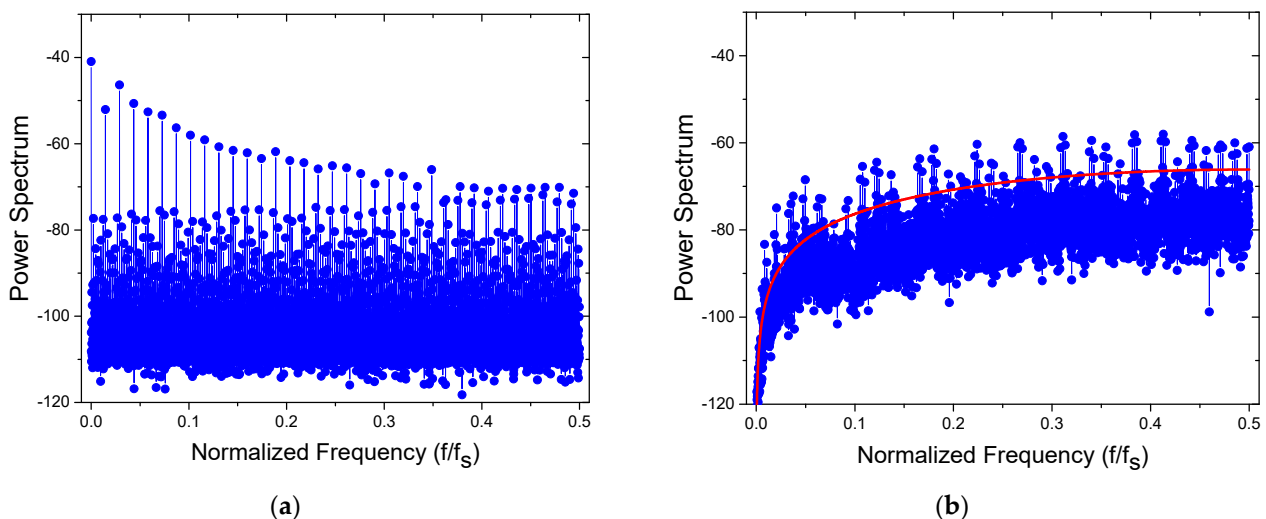 -40
-60
-80
-100
-120
Power Spectrum
0.0 0.1 0.2 0.3 0.4 0.5
Normalized Frequency (f/fs)
(a)
-40
-60
-80
-100
-120
Power Spectrum
0.0 0.1 0.2 0.3 0.4 0.5
Normalized Frequency (f/fs)
(b)